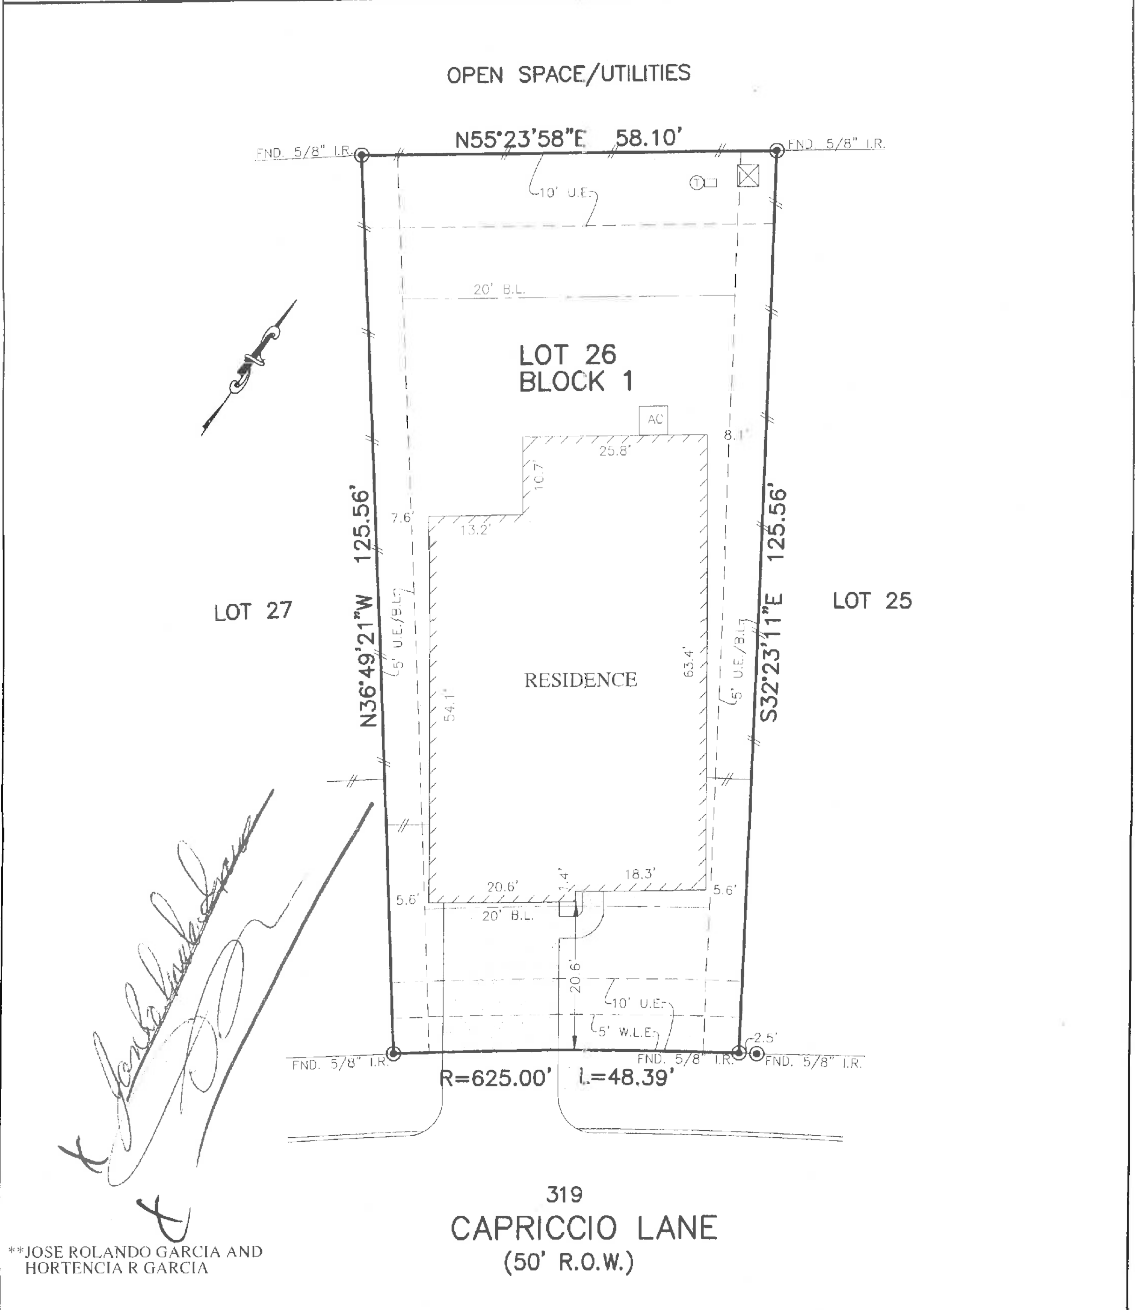 OPEN SPACE/UTILITIES
N55°23'58"E 58.10'
FND. 5/8" I.R.
FND. 5/8" I.R.
10' U.E.
T
20' B.L.
LOT 26
BLOCK 1
AC
8.1'
25.8'
10.7'
7.6'
13.2'
N36°49'21"W 125.56'
S32°23'11"E 125.56'
LOT 27
LOT 25
5' U.E./B.L.
5' U.E./B.L.
RESIDENCE
54.1'
63.4'
20.6'
1.4'
18.3'
5.6'
5.6'
20' B.L.
20.6'
10' U.E.
5' W.L.E.
2.5'
FND. 5/8" I.R.
FND. 5/8" I.R.
FND. 5/8" I.R.
R=625.00' L=48.39'
319
CAPRICCIO LANE
(50' R.O.W.)
X
X
**JOSE ROLANDO GARCIA AND
HORTENCIA R GARCIA